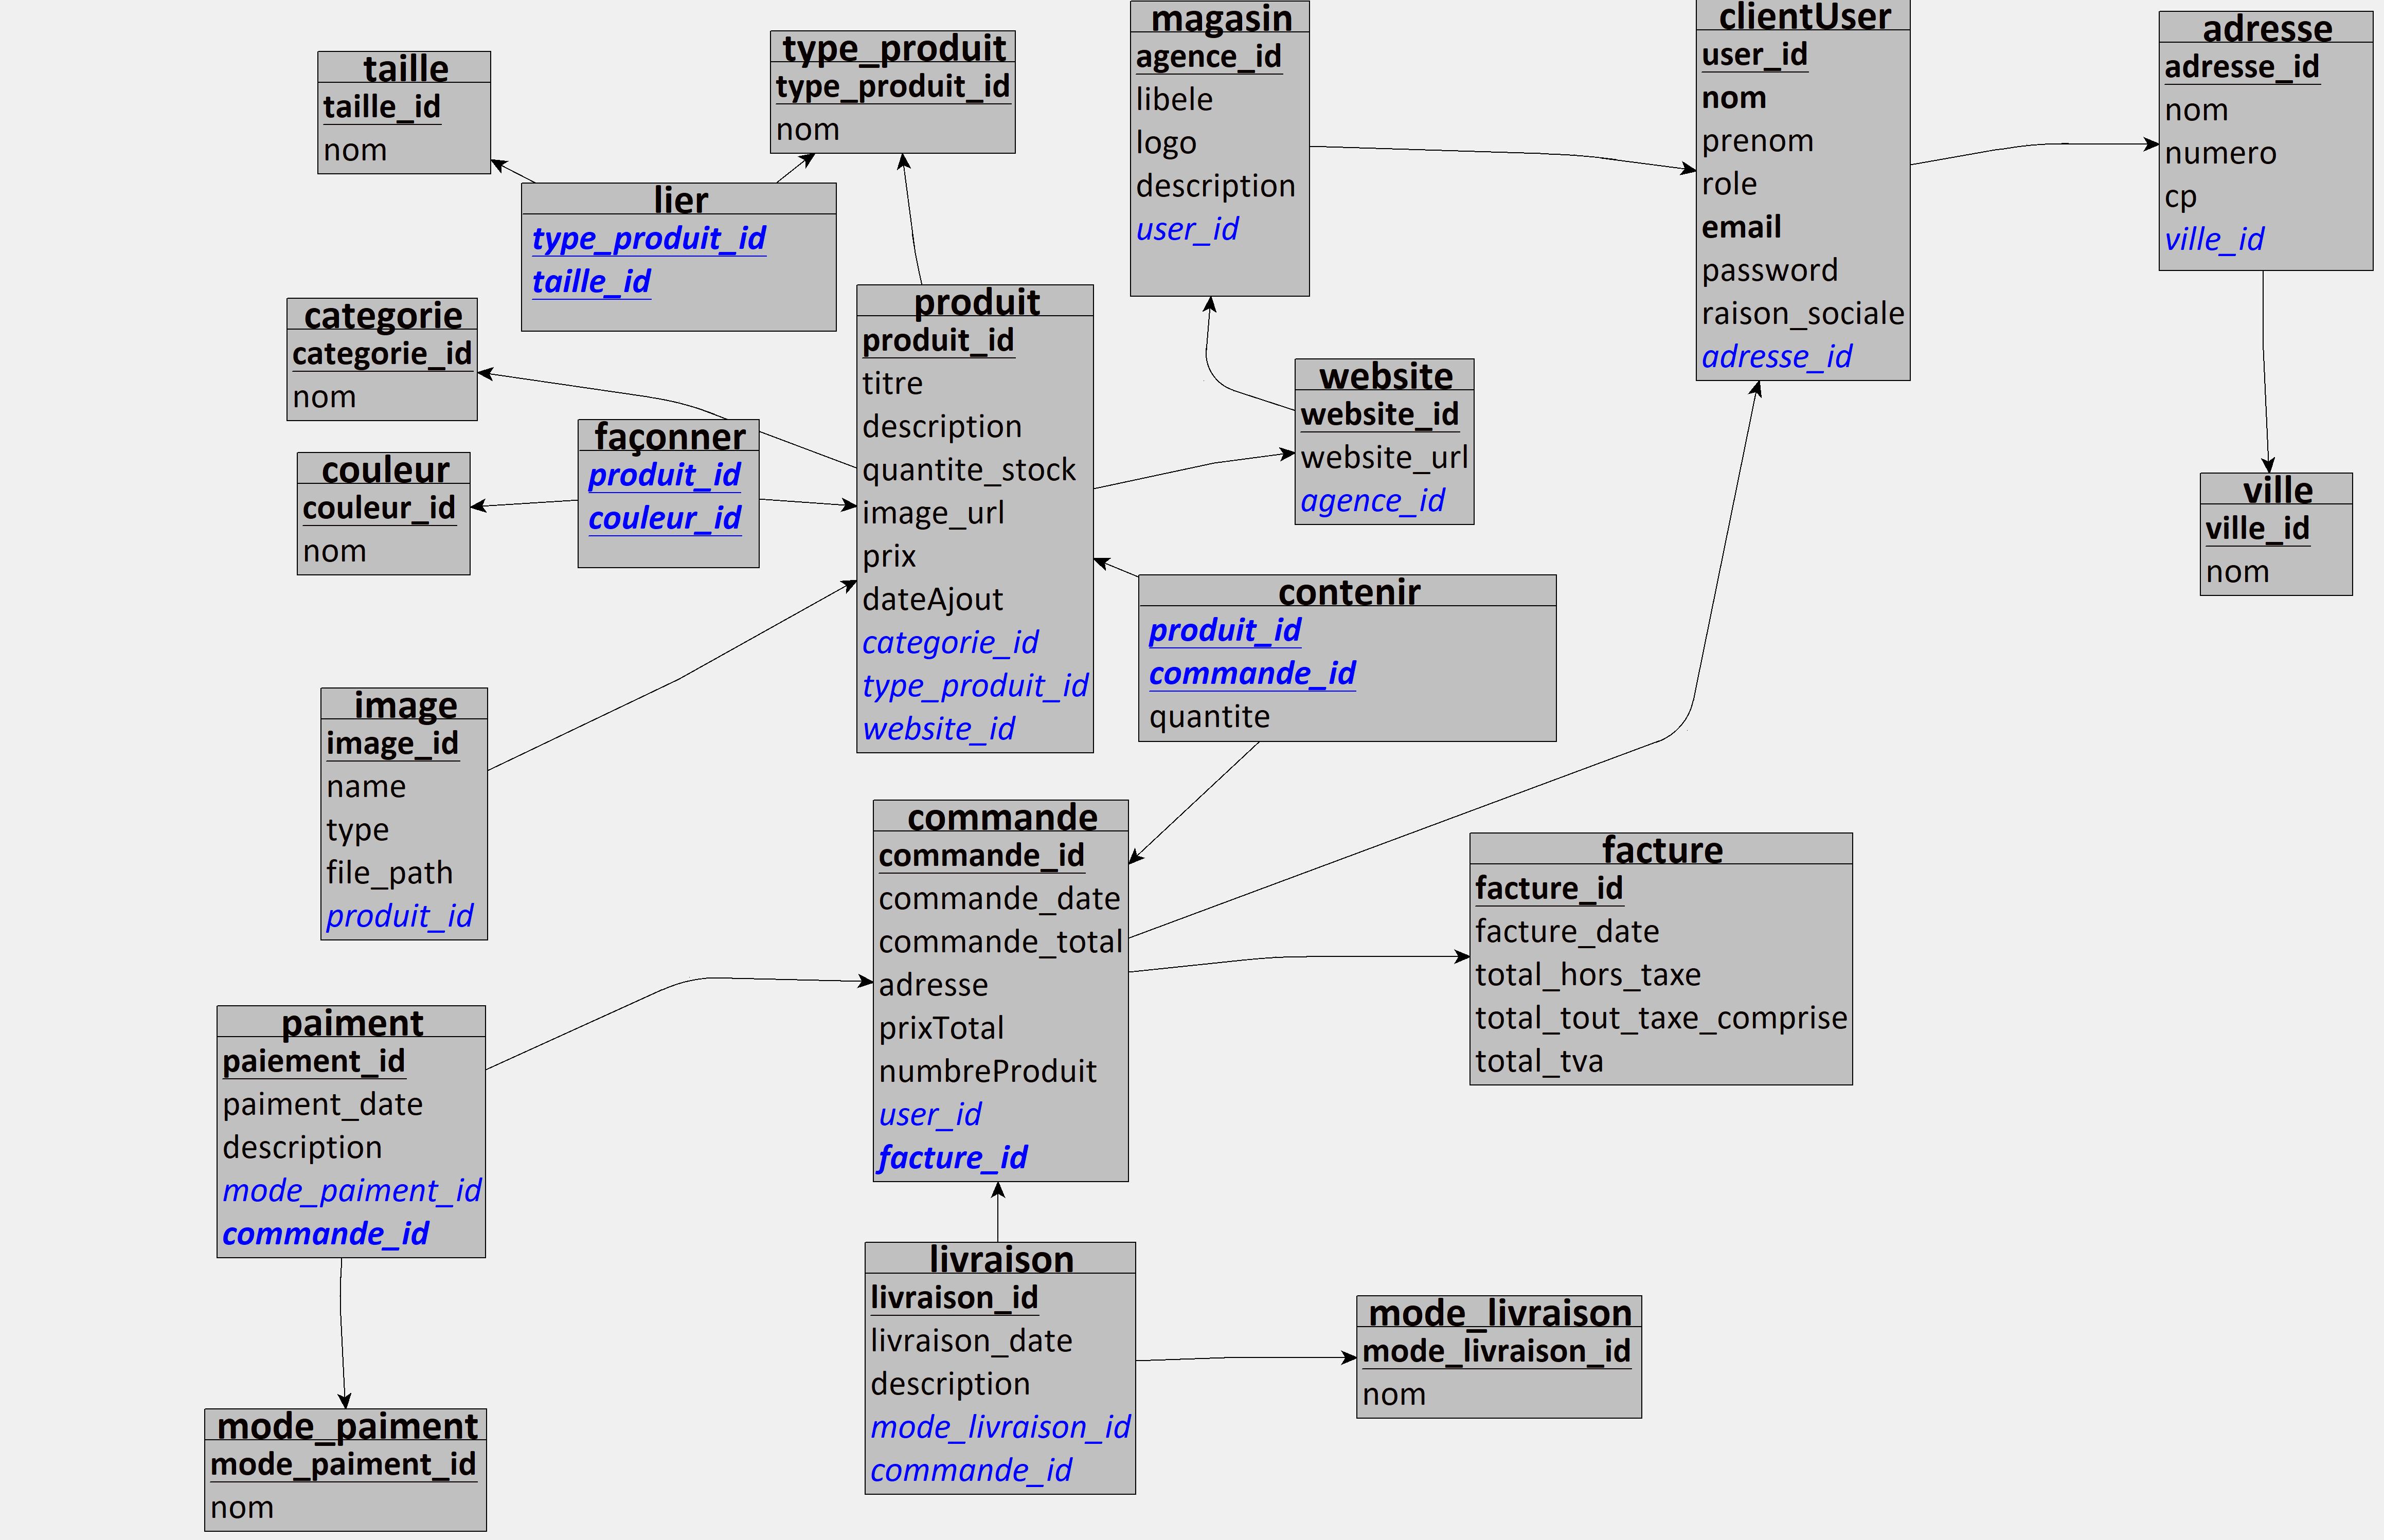 taille
taille_id
nom
type_produit
type_produit_id
nom
magasin
agence_id
libele
logo
description
user_id
clientUser
user_id
nom
prenom
role
email
password
raison_sociale
adresse_id
adresse
adresse_id
nom
numero
cp
ville_id
lier
type_produit_id
taille_id
categorie
categorie_id
nom
façonner
produit_id
couleur_id
couleur
couleur_id
nom
produit
produit_id
titre
description
quantite_stock
image_url
prix
dateAjout
categorie_id
type_produit_id
website_id
website
website_id
website_url
agence_id
ville
ville_id
nom
contenir
produit_id
commande_id
quantite
image
image_id
name
type
file_path
produit_id
commande
commande_id
commande_date
commande_total
adresse
prixTotal
numbreProduit
user_id
facture_id
facture
facture_id
facture_date
total_hors_taxe
total_tout_taxe_comprise
total_tva
paiment
paiement_id
paiment_date
description
mode_paiment_id
commande_id
livraison
livraison_id
livraison_date
description
mode_livraison_id
commande_id
mode_livraison
mode_livraison_id
nom
mode_paiment
mode_paiment_id
nom